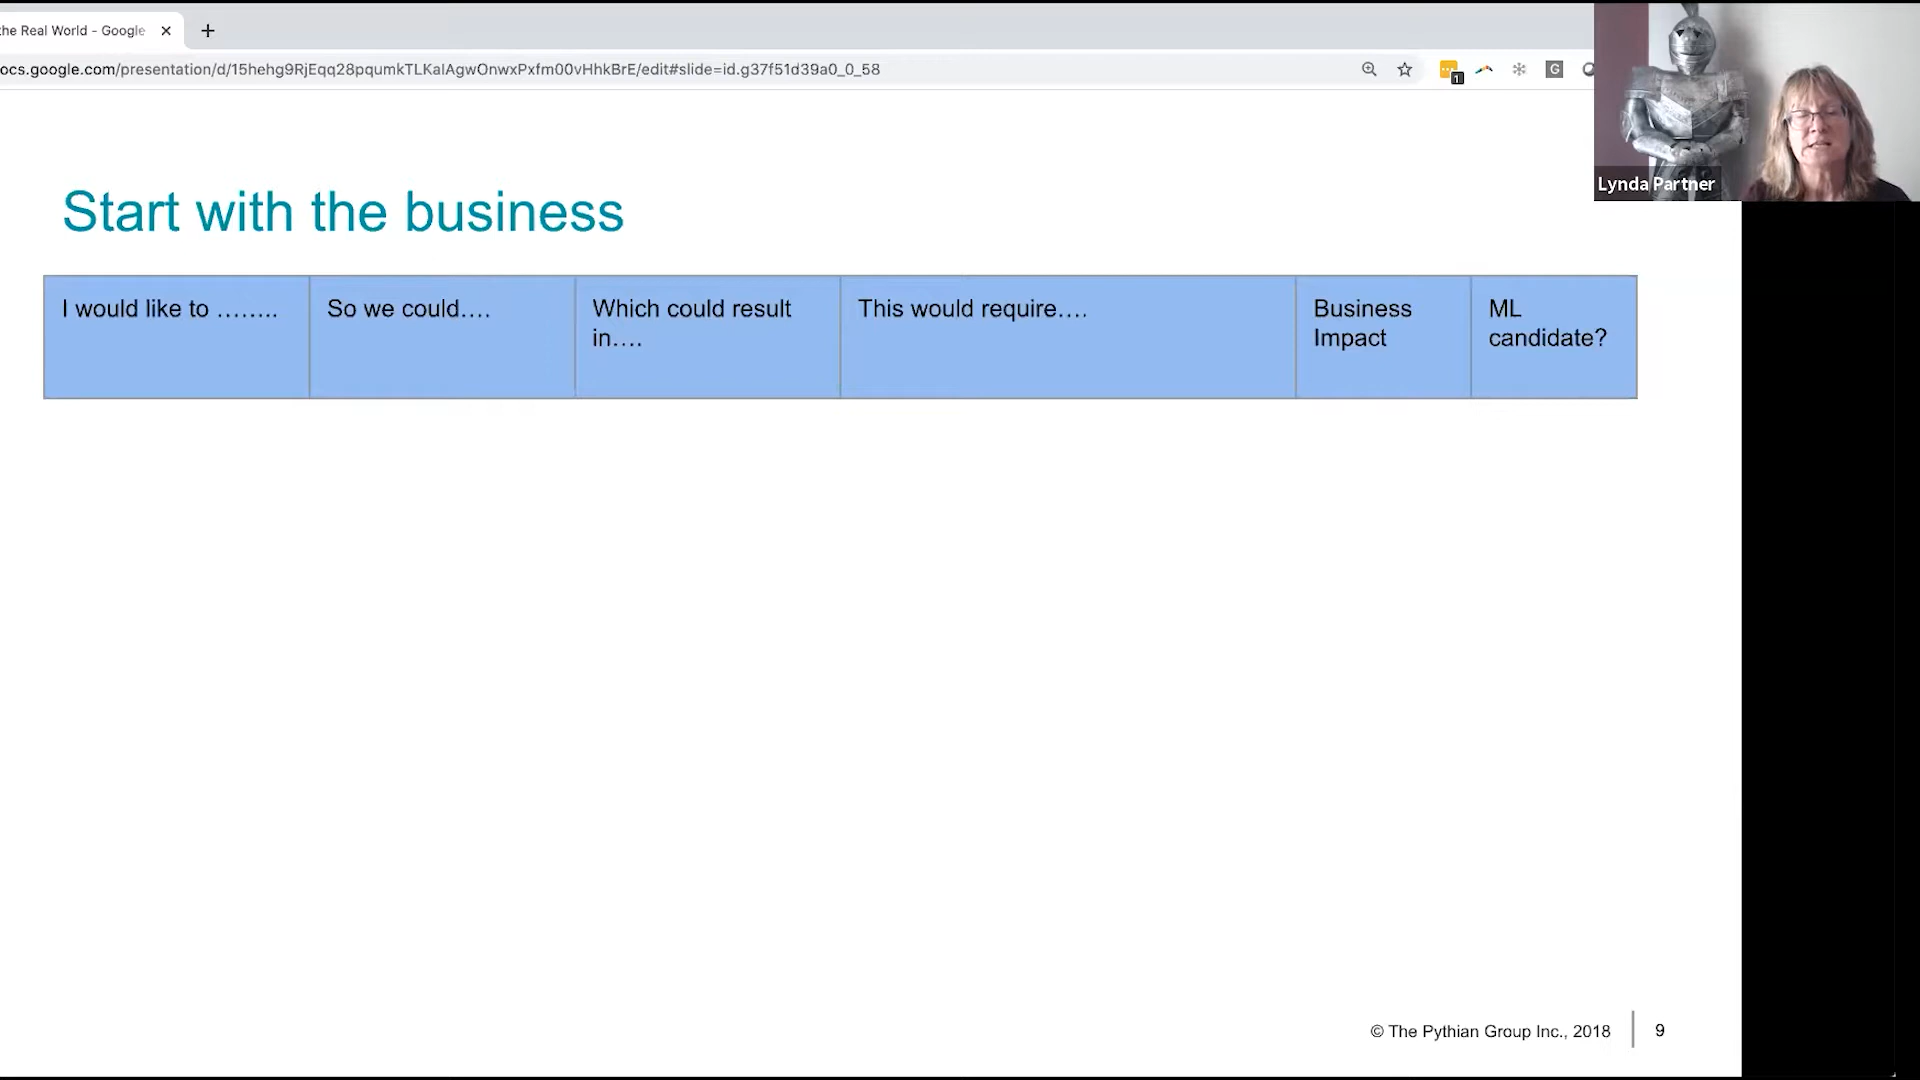 the Real World - Google
ocs.google.com/presentation/d/15hehg9RjEqq28pqumkTLKalAgwOnwxPxfm00vHhkBrE/edit#slide=id.g37f51d39a0_0_58
1
G
Lynda Partner
Start with the business
I would like to ........
So we could....
Which could result
in....
This would require....
Business
Impact
ML
candidate?
© The Pythian Group Inc., 2018
9